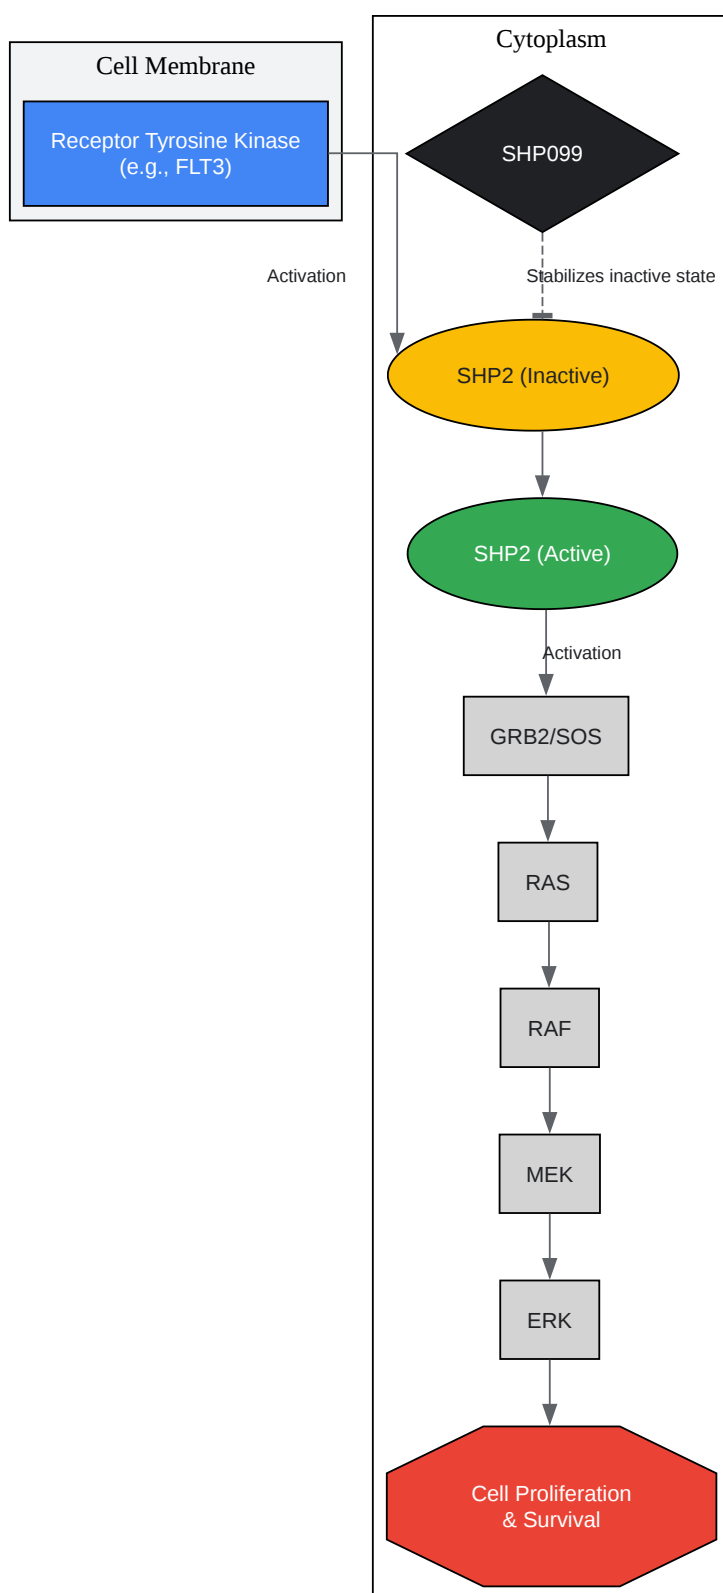 Cytoplasm
Cell Membrane
Receptor Tyrosine Kinase
(e.g., FLT3)
SHP099
Activation
Stabilizes inactive state
SHP2 (Inactive)
SHP2 (Active)
Activation
GRB2/SOS
RAS
RAF
MEK
ERK
Cell Proliferation
& Survival